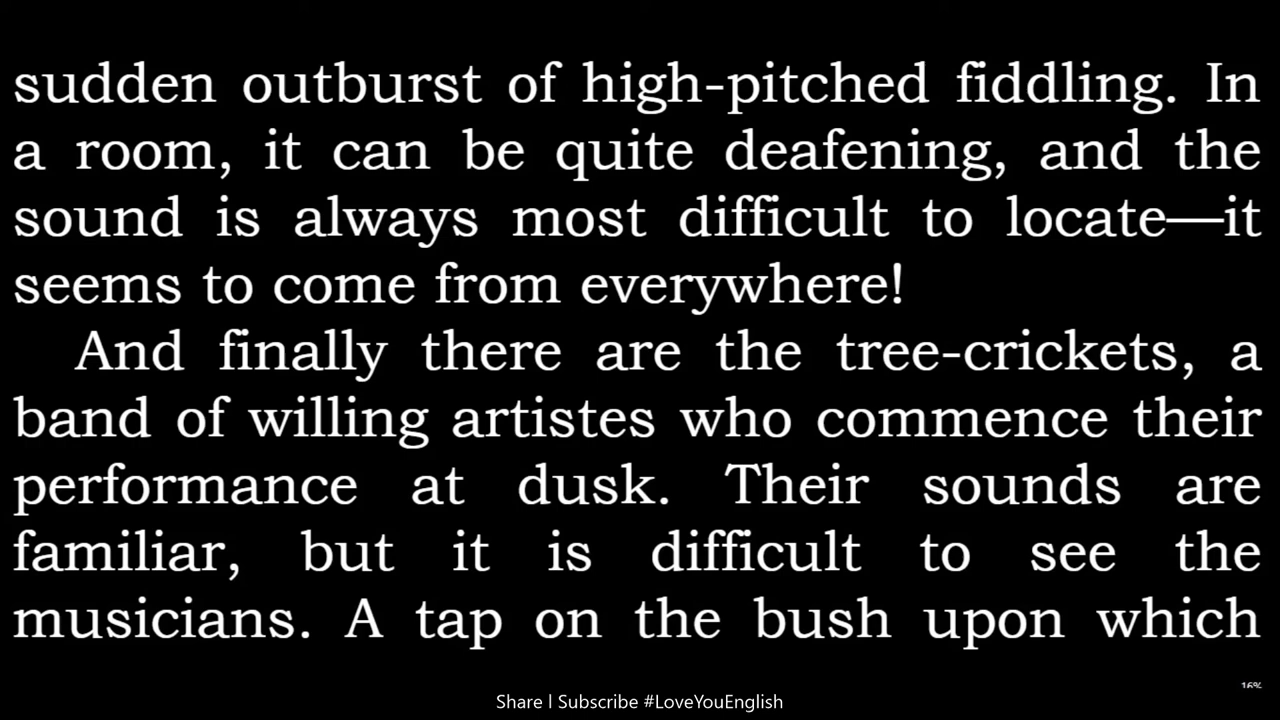 sudden outburst of high-pitched fiddling. In
a room, it can be quite deafening, and the
sound is always most difficult to locate—it
seems to come from everywhere!
And finally there are the tree-crickets, a
band of willing artistes who commence their
performance at dusk. Their sounds are
familiar, but it is difficult to see the
musicians. A tap on the bush upon which
16%
Share | Subscribe #LoveYouEnglish